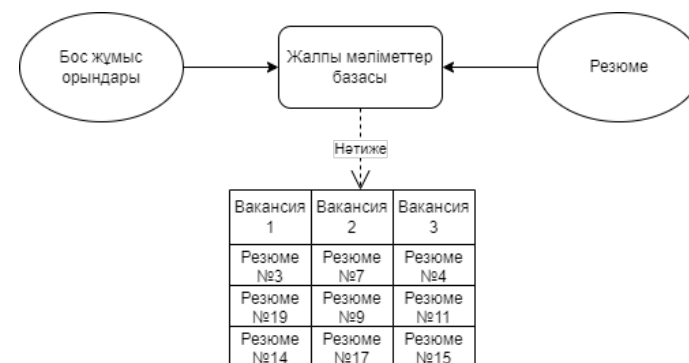 Бос жұмыс
орындары
Жалпы мәліметтер
базасы
Резюме
Нәтиже
Вакансия
1
Вакансия
2
Вакансия
3
Резюме
№3
Резюме
№7
Резюме
№4
Резюме
№19
Резюме
№9
Резюме
№11
Резюме
№14
Резюме
№17
Резюме
№15